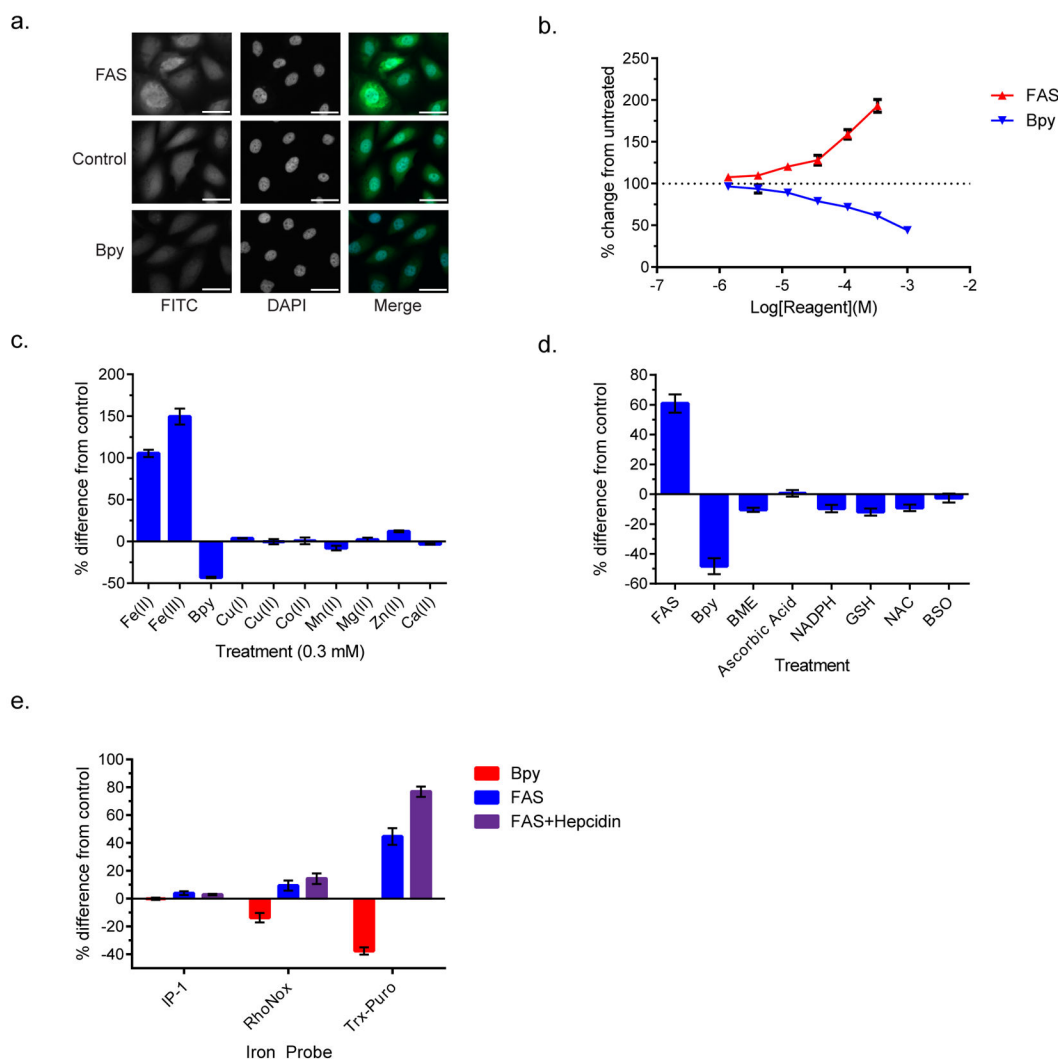 a.
FAS
Control
Bpy
FITC
DAPI
Merge
b.
% change from untreated
250
200
150
100
50
0
-7
-6
-5
-4
-3
-2
Log[Reagent](M)
FAS
Bpy
c.
% difference from control
200
150
100
50
0
-50
Fe(II)
Fe(III)
Bpy
Cu(I)
Cu(II)
Co(II)
Mn(II)
Mg(II)
Zn(II)
Ca(II)
Treatment (0.3 mM)
d.
% difference from control
80
60
40
20
0
-20
-40
-60
FAS
Bpy
BME
Ascorbic Acid
NADPH
GSH
NAC
BSO
Treatment
e.
% difference from control
100
80
60
40
20
0
-20
-40
IP-1
RhoNox
Trx-Puro
Iron Probe
Bpy
FAS
FAS+Hepcidin